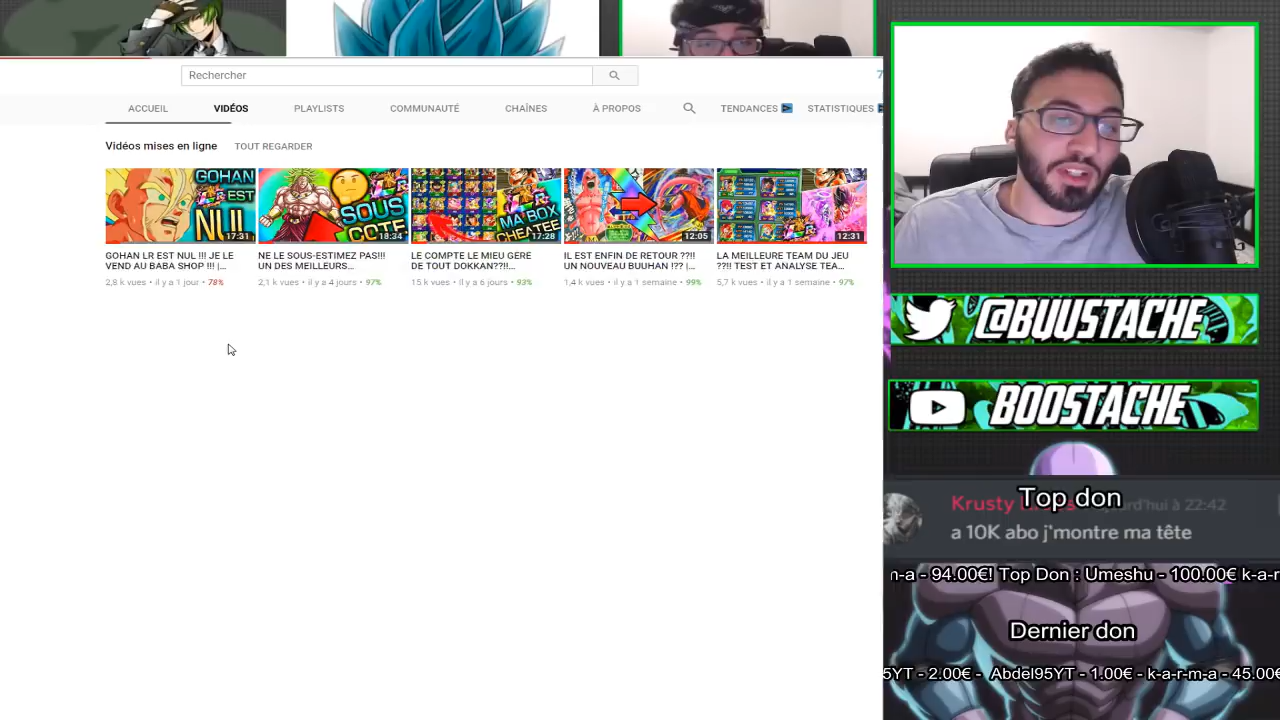 Rechercher
ACCUEIL VIDÉOS PLAYLISTS COMMUNAUTÉ CHAÎNES À PROPOS TENDANCES STATISTIQUES
Vidéos mises en ligne TOUT REGARDER
GOHAN EST NUL
17:31
SOUS COTE
18:34
MA BOX CHEATEE
17:28
12:05
12:31
GOHAN LR EST NUL !!! JE LE
VEND AU BABA SHOP !!! |...
2,8 k vues • il y a 1 jour • 78%
NE LE SOUS-ESTIMEZ PAS!!!
UN DES MEILLEURS...
2,1 k vues • il y a 4 jours • 97%
LE COMPTE LE MIEU GERE
DE TOUT DOKKAN??!!...
15 k vues • il y a 6 jours • 93%
IL EST ENFIN DE RETOUR ??!!
UN NOUVEAU BUUHAN !?? |...
1,4 k vues • il y a 1 semaine • 99%
LA MEILLEURE TEAM DU JEU
??!! TEST ET ANALYSE TEA...
5,7 k vues • il y a 1 semaine • 97%
@BUUSTACHE
BOOSTACHE
Top don
Krusty à 22:42
a 10K abo j'montre ma tête
m-a - 94.00€! Top Don : Umeshu - 100.00€ k-a-r
Dernier don
5YT - 2.00€ - Abdel95YT - 1.00€ - k-a-r-m-a - 45.00€